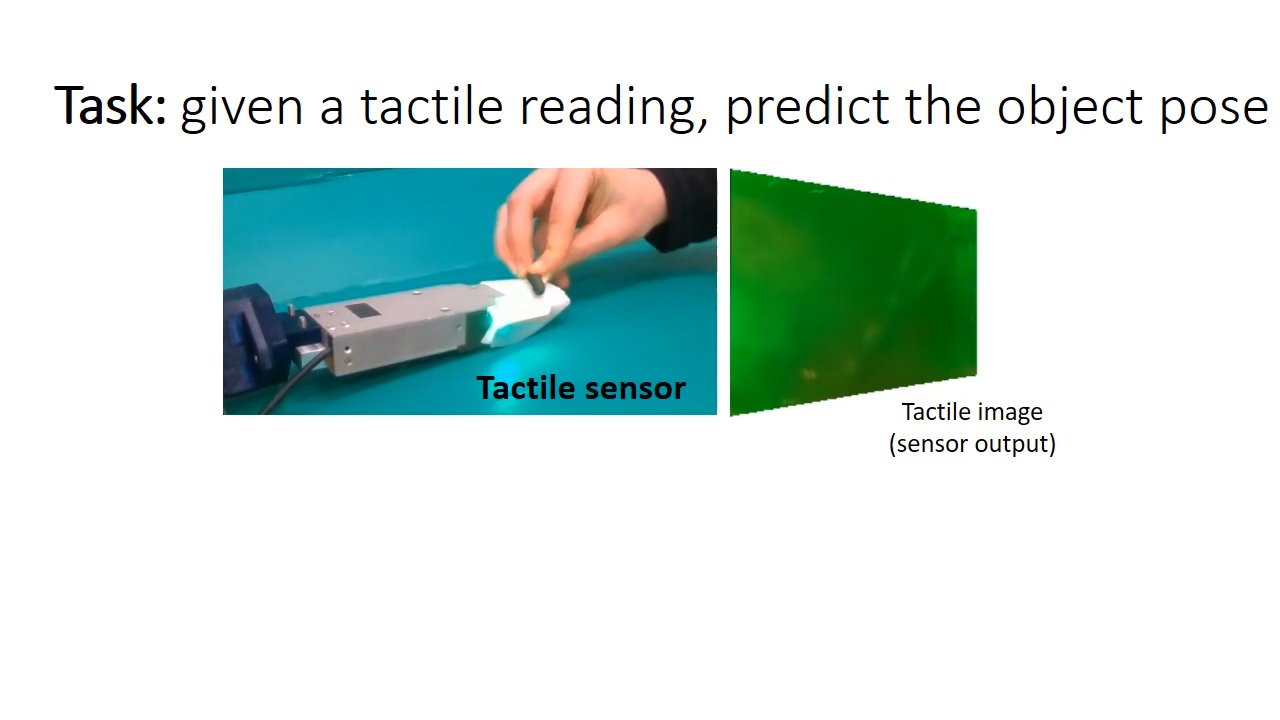 Task: given a tactile reading, predict the object pose
Tactile sensor
Tactile image
(sensor output)